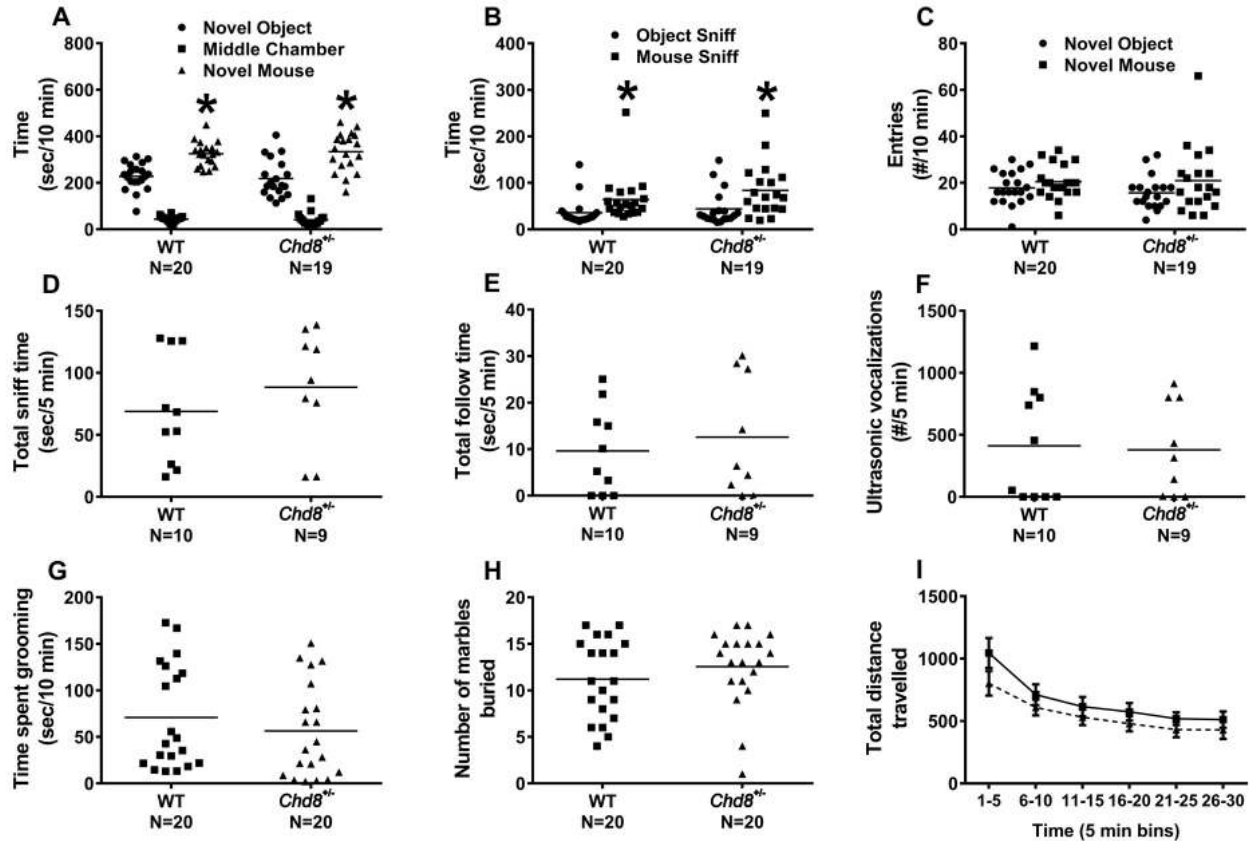 A
Novel Object
Middle Chamber
Novel Mouse
Time
(sec/10 min)
800
600
400
200
0
*
*
WT
N=20
Chd8+/-
N=19
B
Object Sniff
Mouse Sniff
Time
(sec/10 min)
400
300
200
100
0
*
*
WT
N=20
Chd8+/-
N=19
C
Novel Object
Novel Mouse
Entries
(#/10 min)
80
60
40
20
0
WT
N=20
Chd8+/-
N=19
D
Total sniff time
(sec/5 min)
150
100
50
0
WT
N=10
Chd8+/-
N=9
E
Total follow time
(sec/5 min)
40
30
20
10
0
WT
N=10
Chd8+/-
N=9
F
Ultrasonic vocalizations
(#/5 min)
1500
1000
500
0
WT
N=10
Chd8+/-
N=9
G
Time spent grooming
(sec/10 min)
200
150
100
50
0
WT
N=20
Chd8+/-
N=20
H
Number of marbles
buried
20
15
10
5
0
WT
N=20
Chd8+/-
N=20
I
Total distance
travelled
1500
1000
500
0
1-5 6-10 11-15 16-20 21-25 26-30
Time (5 min bins)